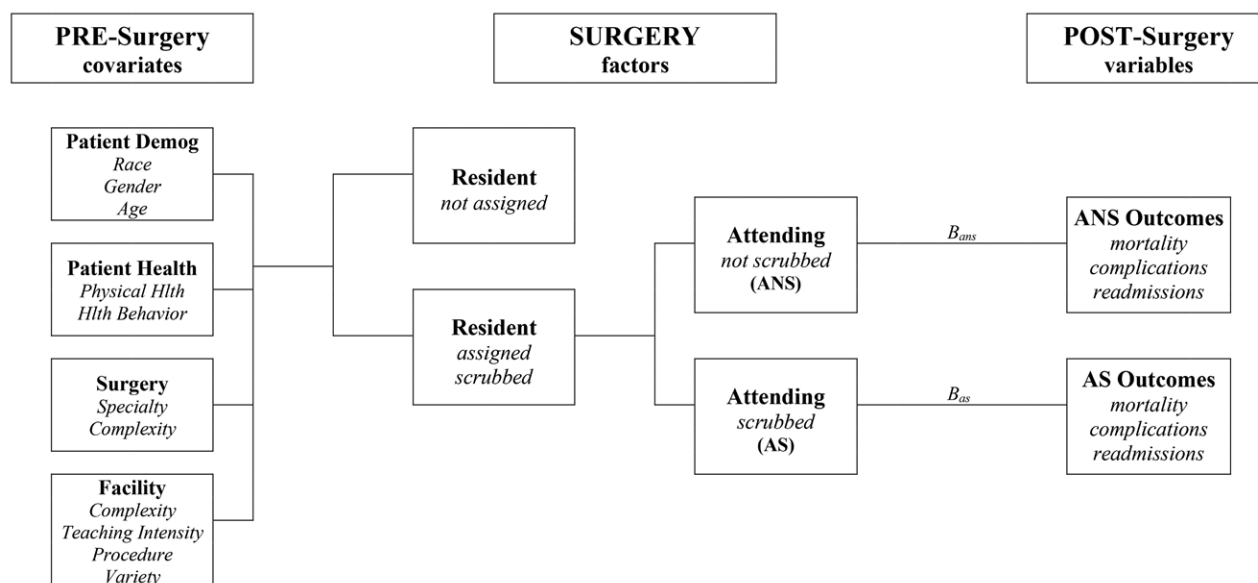 PRE-Surgery
covariates
SURGERY
factors
POST-Surgery
variables
Patient Demog
Race
Gender
Age
Patient Health
Physical Hlth
Hlth Behavior
Surgery
Specialty
Complexity
Facility
Complexity
Teaching Intensity
Procedure
Variety
Resident
not assigned
Resident
assigned
scrubbed
Attending
not scrubbed
(ANS)
Attending
scrubbed
(AS)
B_ans
B_as
ANS Outcomes
mortality
complications
readmissions
AS Outcomes
mortality
complications
readmissions